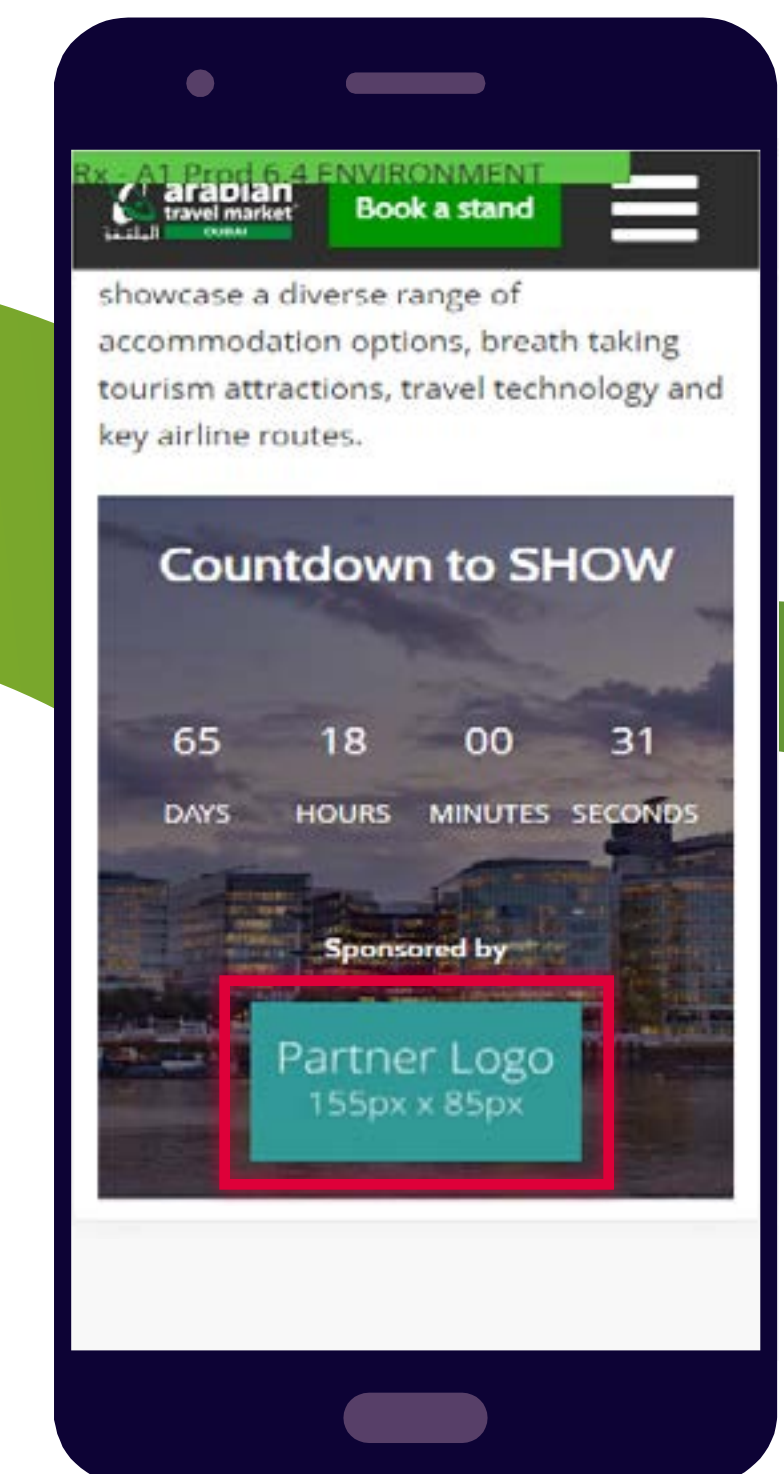 Rx - A1 Prod 6.4 ENVIRONMENT
arabian
travel market
DUBAI
Book a stand
showcase a diverse range of
accommodation options, breath taking
tourism attractions, travel technology and
key airline routes.
Countdown to SHOW
65 18 00 31
DAYS HOURS MINUTES SECONDS
Sponsored by
Partner Logo
155px x 85px